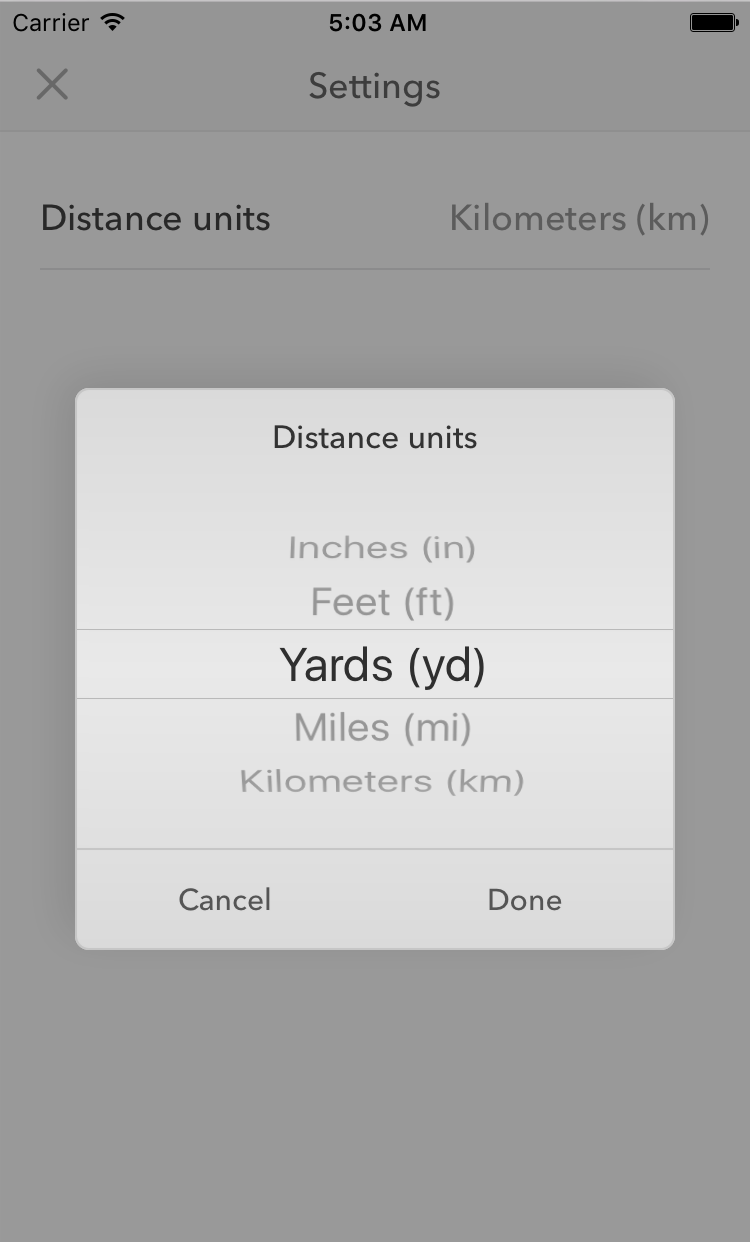 Carrier 5:03 AM
Settings
Distance units Kilometers (km)
Distance units
Inches (in)
Feet (ft)
Yards (yd)
Miles (mi)
Kilometers (km)
Cancel Done